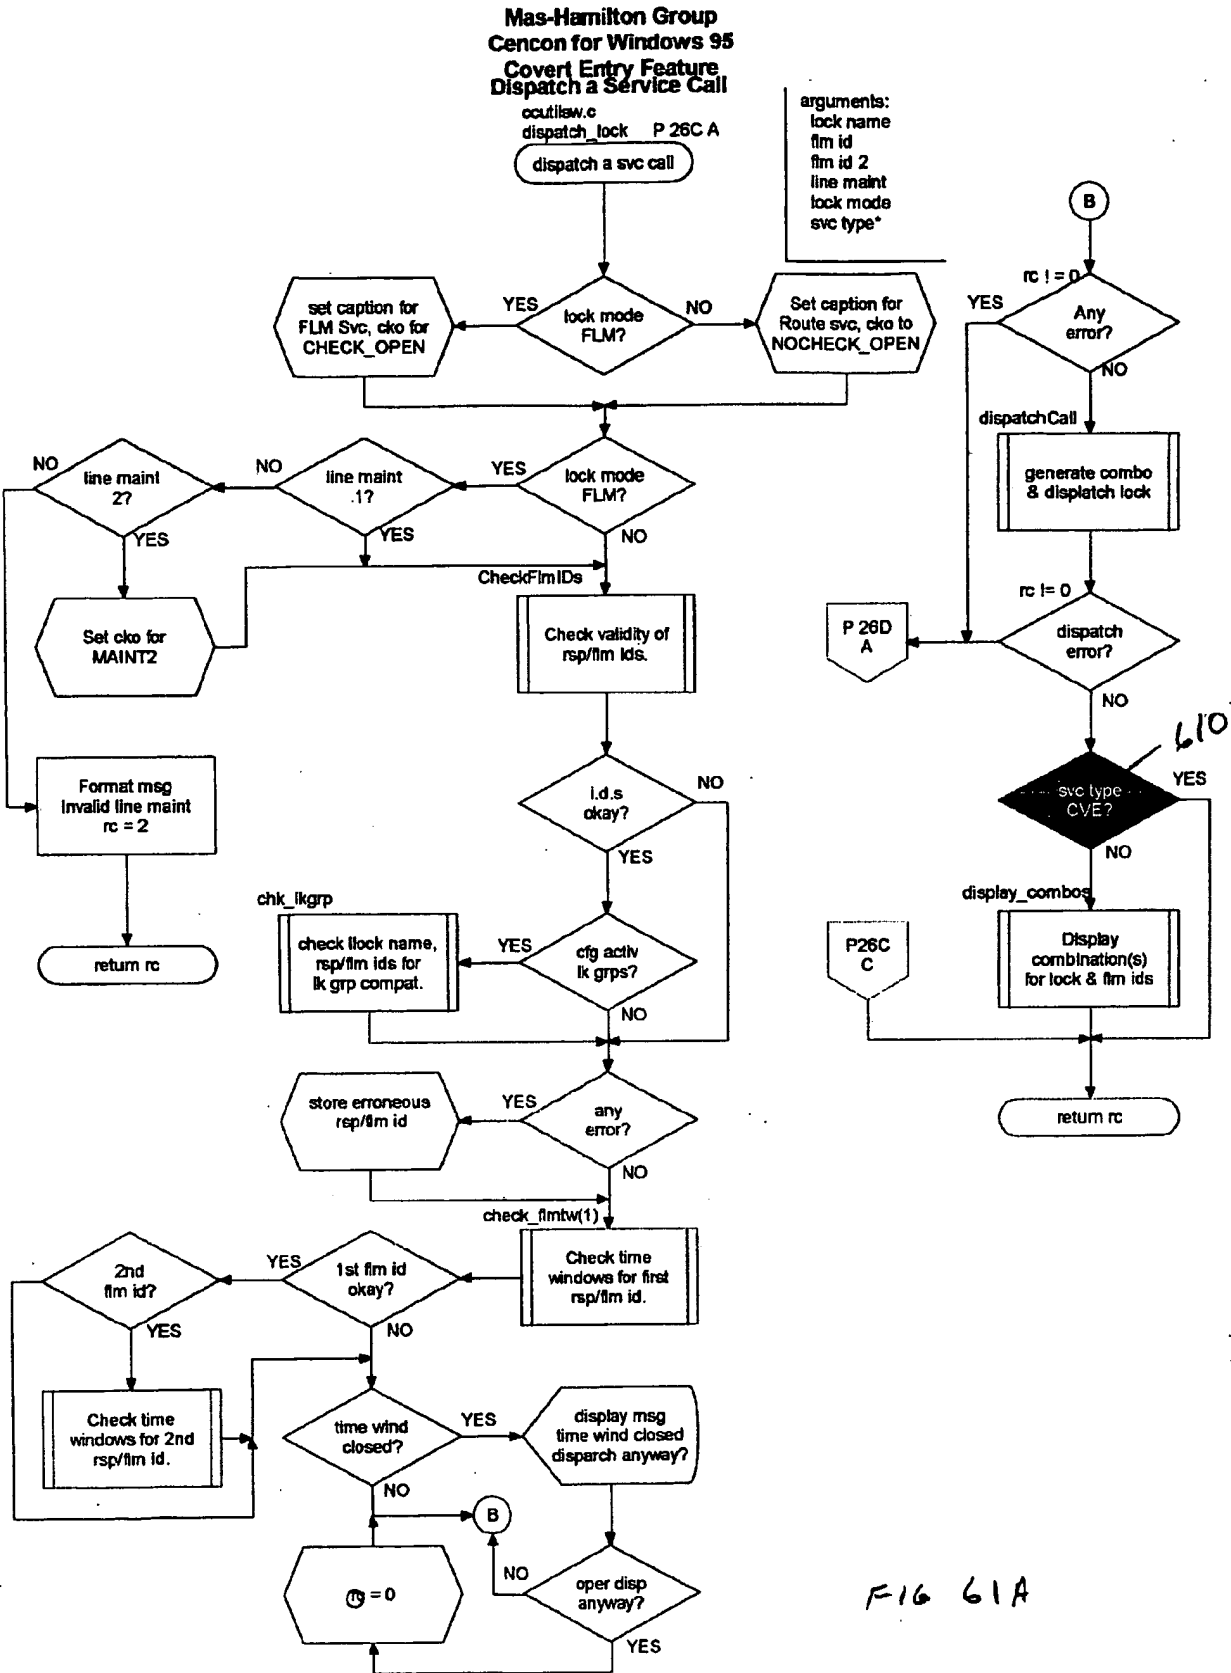 Mas-Hamilton Group
Cencon for Windows 95
Covert Entry Feature
Dispatch a Service Call
ccutilsw.c
dispatch_lock P 26C A
dispatch a svc call
arguments:
lock name
flm id
flm id 2
line maint
lock mode
svc type*
set caption for
FLM Svc, cko for
CHECK_OPEN
YES
lock mode
FLM?
NO
Set caption for
Route svc, cko to
NOCHECK_OPEN
NO
line maint
2?
YES
NO
line maint
.1?
YES
YES
lock mode
FLM?
NO
Set cko for
MAINT2
CheckFlmIDs
Check validity of
rsp/flm Ids.
Format msg
Invalid line maint
rc = 2
return rc
i.d.s
okay?
NO
YES
chk_lkgrp
check llock name,
rsp/flm ids for
lk grp compat.
YES
cfg activ
lk grps?
NO
store erroneous
rsp/flm id
YES
any
error?
NO
check_flmtw(1)
Check time
windows for first
rsp/flm id.
1st flm id
okay?
YES
NO
2nd
flm id?
YES
Check time
windows for 2nd
rsp/flm id.
time wind
closed?
YES
NO
display msg
time wind closed
disparch anyway?
B
NO
oper disp
anyway?
YES
rc = 0
B
rc != 0
YES
Any
error?
NO
dispatchCall
generate combo
& displatch lock
rc != 0
P 26D
A
dispatch
error?
NO
610
svc type
CVE?
YES
NO
display_combos
Display
combination(s)
for lock & flm ids
P26C
C
return rc
FIG 61A